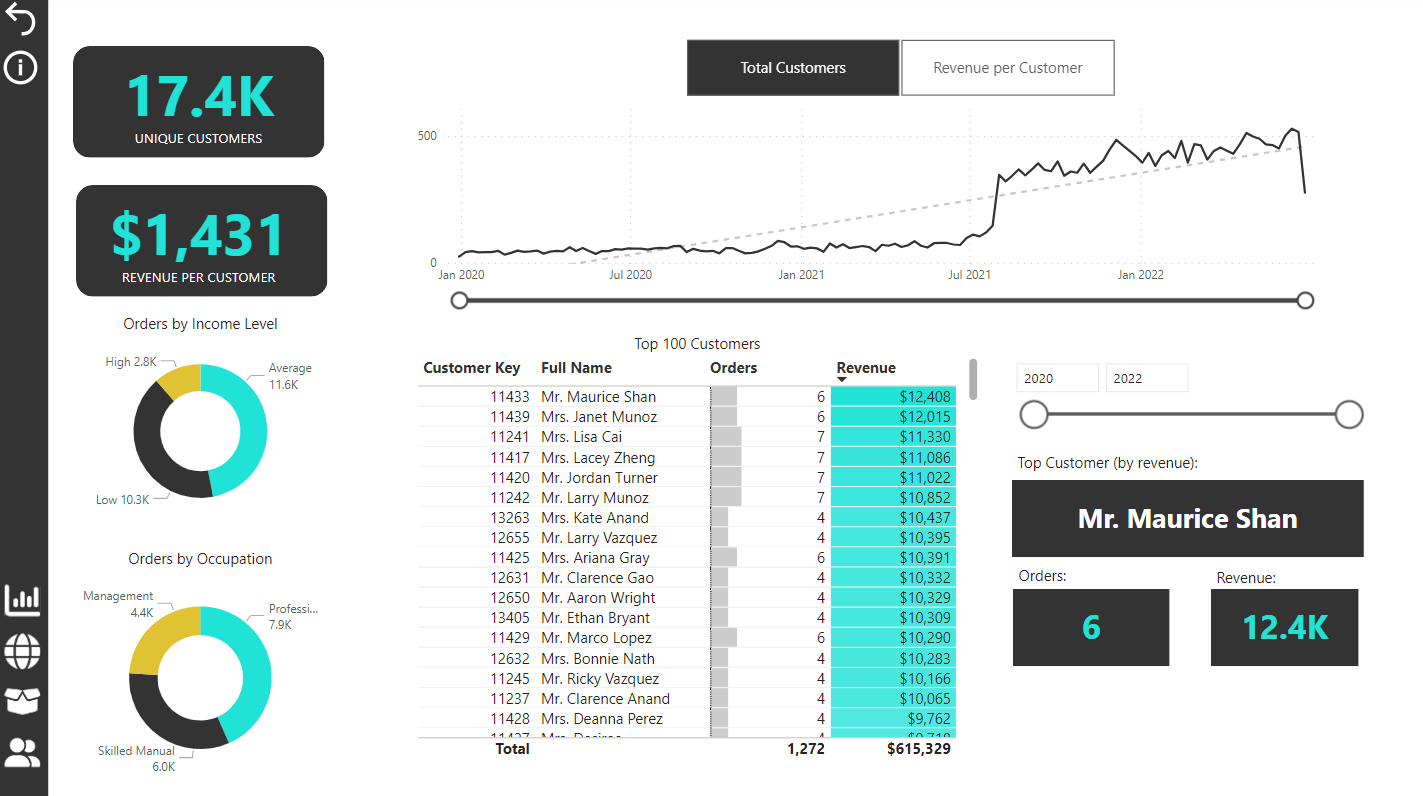 17.4K
UNIQUE CUSTOMERS
$1,431
REVENUE PER CUSTOMER
Total Customers
Revenue per Customer
500
0
Jan 2020 Jul 2020 Jan 2021 Jul 2021 Jan 2022
Orders by Income Level
High 2.8K
Average
11.6K
Low 10.3K
Orders by Occupation
Management
4.4K
Professi...
7.9K
Skilled Manual
6.0K
Top 100 Customers
Customer Key Full Name Orders Revenue
11433 Mr. Maurice Shan 6 $12,408
11439 Mrs. Janet Munoz 6 $12,015
11241 Mrs. Lisa Cai 7 $11,330
11417 Mrs. Lacey Zheng 7 $11,086
11420 Mr. Jordan Turner 7 $11,022
11242 Mr. Larry Munoz 7 $10,852
13263 Mrs. Kate Anand 4 $10,437
12655 Mr. Larry Vazquez 4 $10,395
11425 Mrs. Ariana Gray 6 $10,391
12631 Mr. Clarence Gao 4 $10,332
12650 Mr. Aaron Wright 4 $10,329
13405 Mr. Ethan Bryant 4 $10,309
11429 Mr. Marco Lopez 6 $10,290
12632 Mrs. Bonnie Nath 4 $10,283
11245 Mr. Ricky Vazquez 4 $10,166
11237 Mr. Clarence Anand 4 $10,065
11428 Mrs. Deanna Perez 4 $9,762
Total 1,272 $615,329
2020 2022
Top Customer (by revenue):
Mr. Maurice Shan
Orders:
6
Revenue:
12.4K